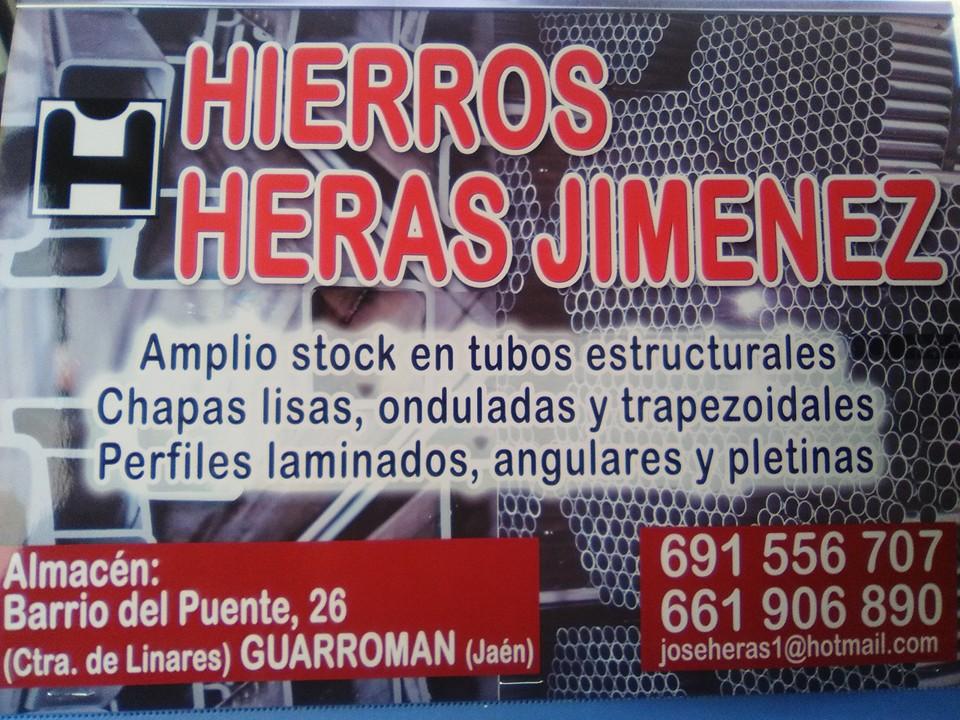 H
HIERROS
HERAS JIMENEZ
Amplio stock en tubos estructurales
Chapas lisas, onduladas y trapezoidales
Perfiles laminados, angulares y pletinas
Almacén:
Barrio del Puente, 26
(Ctra. de Linares) GUARROMAN (Jaén)
691 556 707
661 906 890
joseheras1@hotmail.com